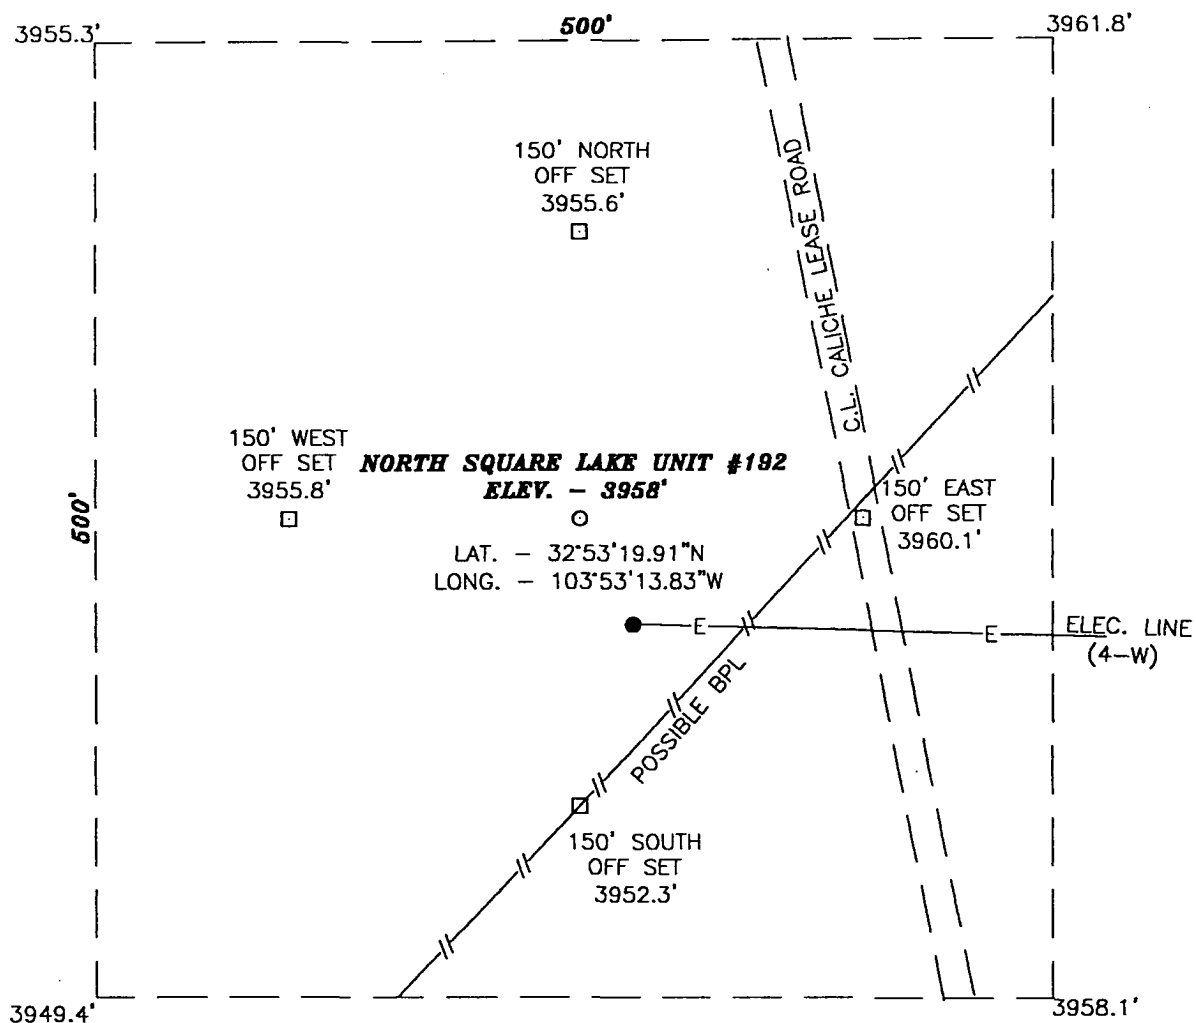 3955.3'
500'
3961.8'
150' NORTH
OFF SET
3955.6'
C.L. CALICHE LEASE ROAD
150' WEST
OFF SET
3955.8'
NORTH SQUARE LAKE UNIT #192
ELEV. - 3958'
LAT. - 32°53'19.91"N
LONG. - 103°53'13.83"W
150' EAST
OFF SET
3960.1'
500'
E
E
ELEC. LINE
(4-W)
POSSIBLE BPL
150' SOUTH
OFF SET
3952.3'
3949.4'
3958.1'